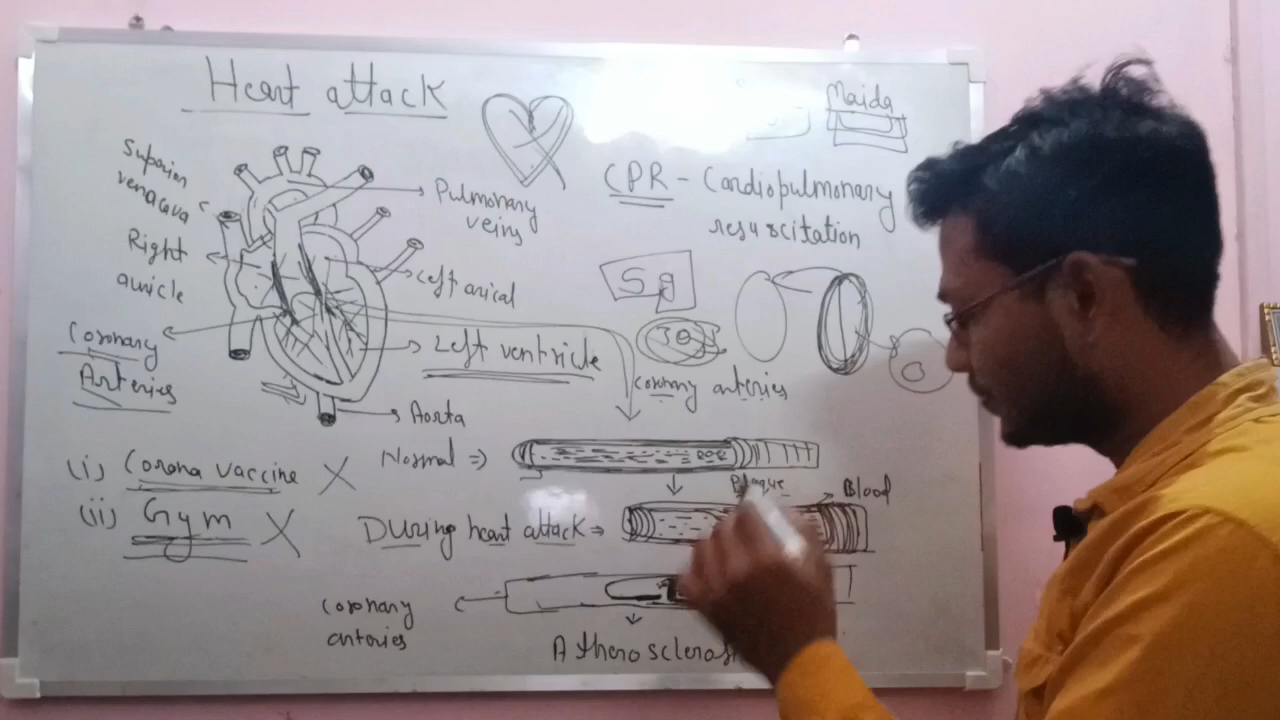 Heart attack
Maida
CPR - Cardiopulmonary
resuscitation
Superior
venacava
Pulmonary
veins
Right
auricle
Left arical
5g
Coronary
Arteries
Left ventricle
coronary arteries
Aorta
(i) Corona vaccine X
(ii) Gym X
Normal ⇒
Plaque
Blood
During heart attack ⇒
coronary
arteries